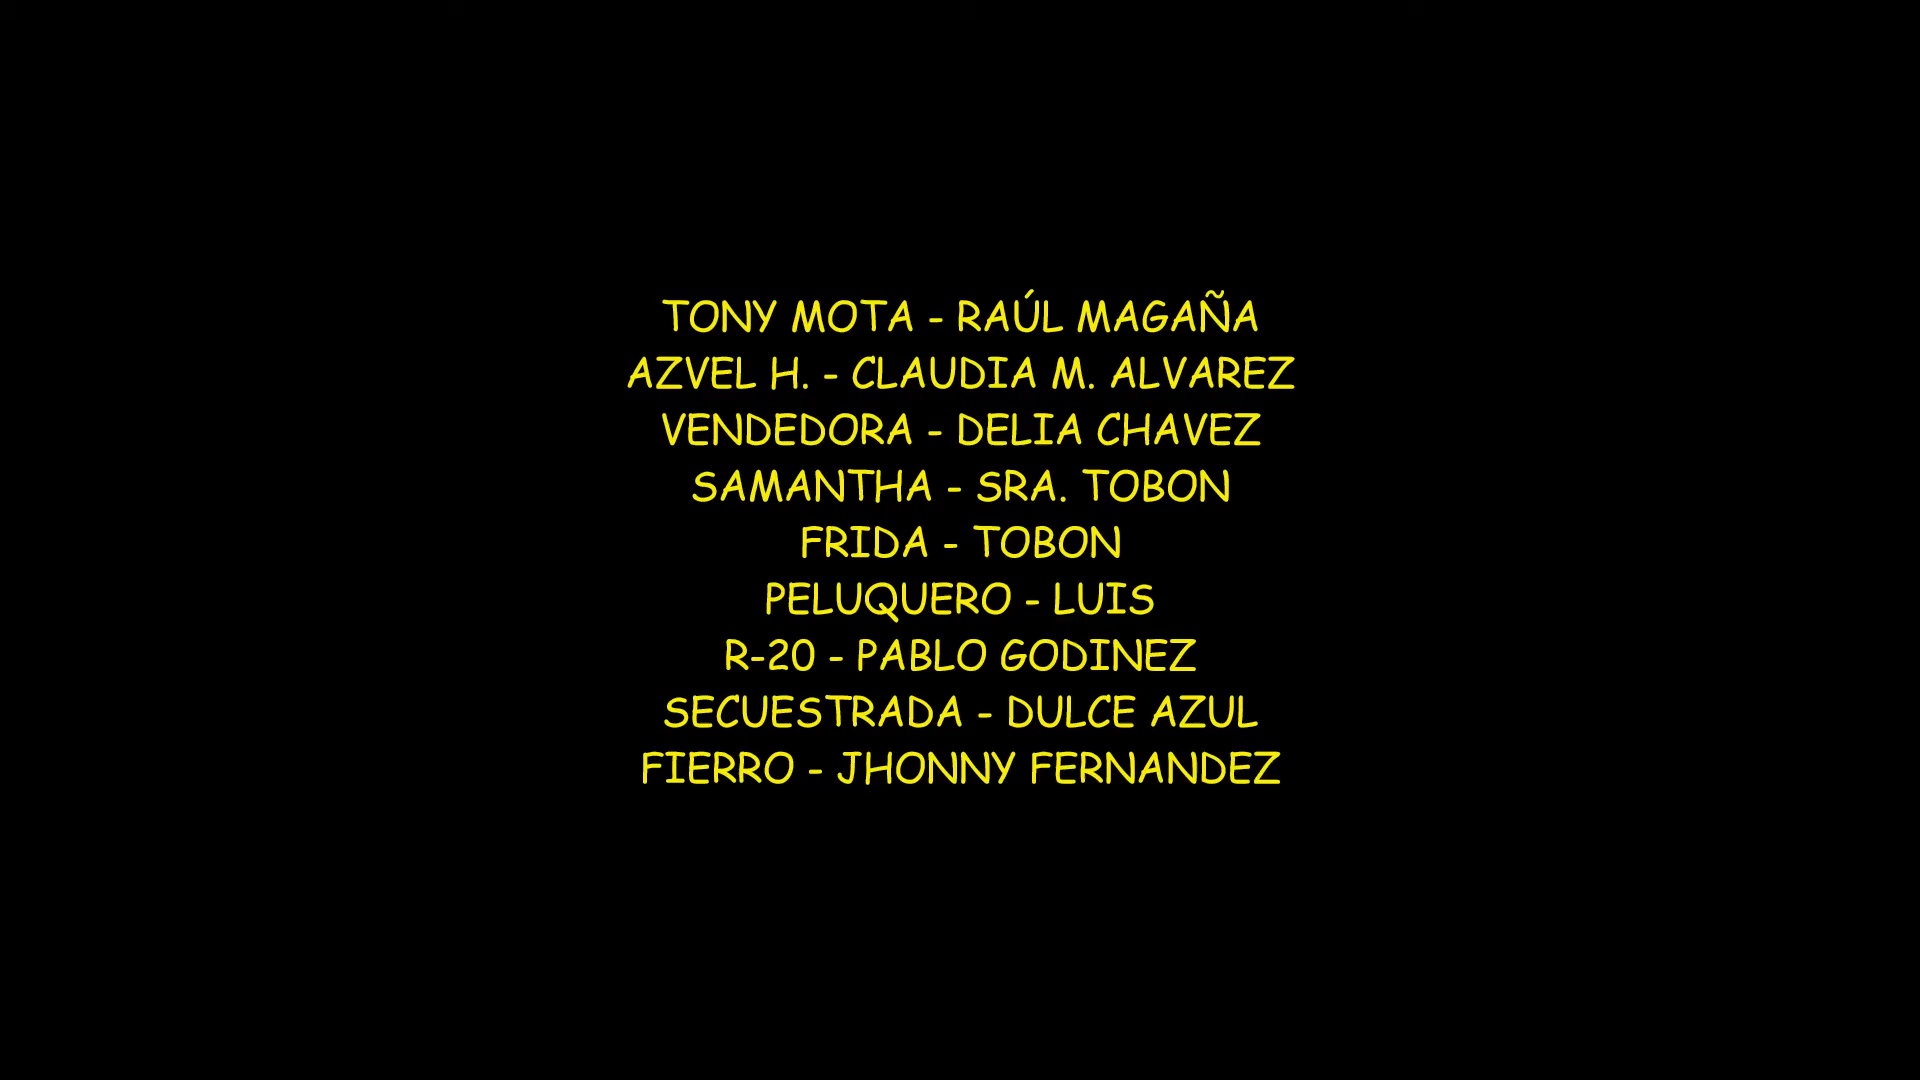 TONY MOTA - RAÚL MAGAÑA
AZVEL H. - CLAUDIA M. ALVAREZ
VENDEDORA - DELIA CHAVEZ
SAMANTHA - SRA. TOBON
FRIDA - TOBON
PELUQUERO - LUIS
R-20 - PABLO GODINEZ
SECUESTRADA - DULCE AZUL
FIERRO - JHONNY FERNANDEZ